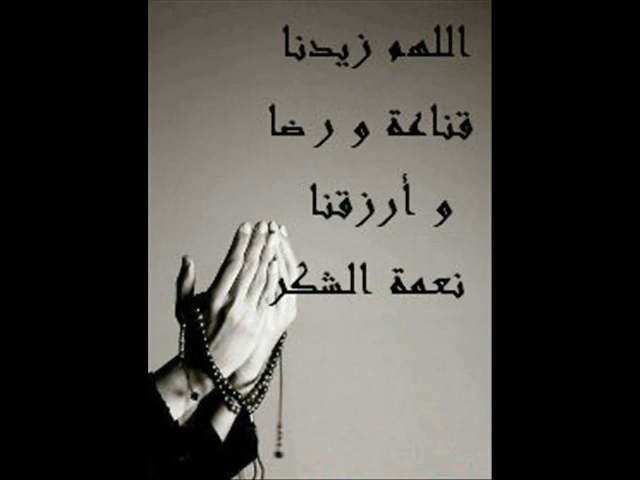 اللهم زيدنا
قناعة و رضا
و أرزقنا
نعمة الشكر